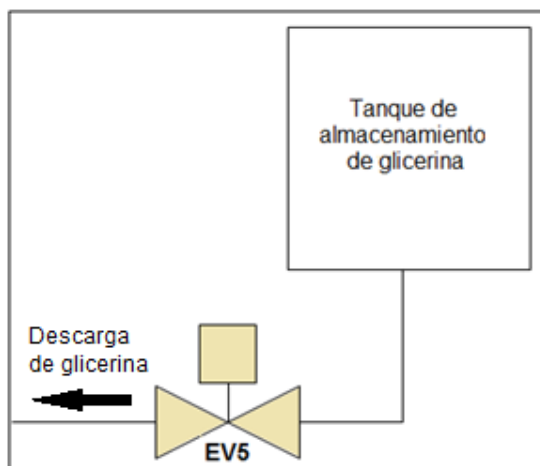 Tanque de
almacenamiento
de glicerina
Descarga
de glicerina
EV5